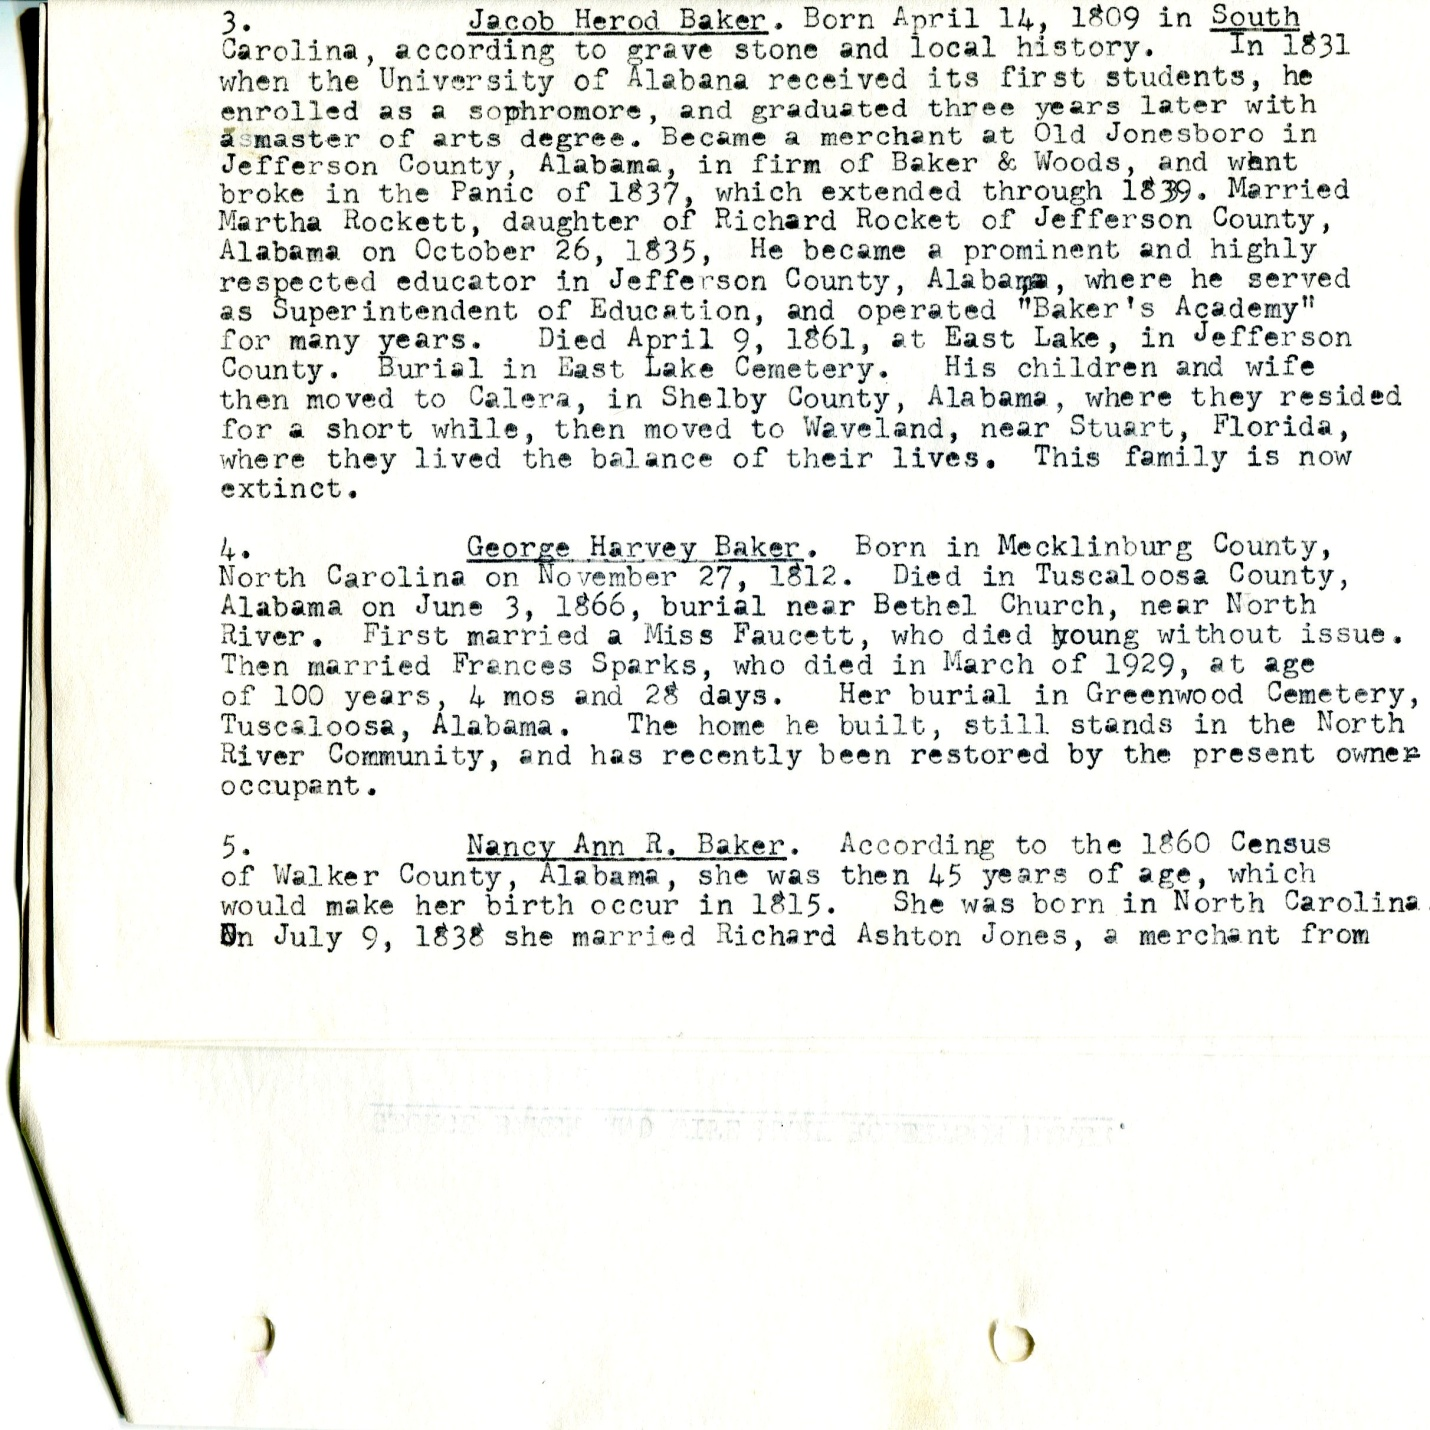 3. Jacob Herod Baker. Born April 14, 1809 in South
Carolina, according to grave stone and local history. In 1831
when the University of Alabana received its first students, he
enrolled as a sophromore, and graduated three years later with
asmaster of arts degree. Became a merchant at Old Jonesboro in
Jefferson County, Alabama, in firm of Baker & Woods, and went
broke in the Panic of 1837, which extended through 1839. Married
Martha Rockett, daughter of Richard Rocket of Jefferson County,
Alabama on October 26, 1835, He became a prominent and highly
respected educator in Jefferson County, Alabama, where he served
as Superintendent of Education, and operated "Baker's Academy"
for many years. Died April 9, 1861, at East Lake, in Jefferson
County. Burial in East Lake Cemetery. His children and wife
then moved to Calera, in Shelby County, Alabama, where they resided
for a short while, then moved to Waveland, near Stuart, Florida,
where they lived the balance of their lives. This family is now
extinct.
4. George Harvey Baker. Born in Mecklinburg County,
North Carolina on November 27, 1812. Died in Tuscaloosa County,
Alabama on June 3, 1866, burial near Bethel Church, near North
River. First married a Miss Faucett, who died young without issue.
Then married Frances Sparks, who died in March of 1929, at age
of 100 years, 4 mos and 28 days. Her burial in Greenwood Cemetery,
Tuscaloosa, Alabama. The home he built, still stands in the North
River Community, and has recently been restored by the present owner
occupant.
5. Nancy Ann R. Baker. According to the 1860 Census
of Walker County, Alabama, she was then 45 years of age, which
would make her birth occur in 1815. She was born in North Carolina.
On July 9, 1838 she married Richard Ashton Jones, a merchant from